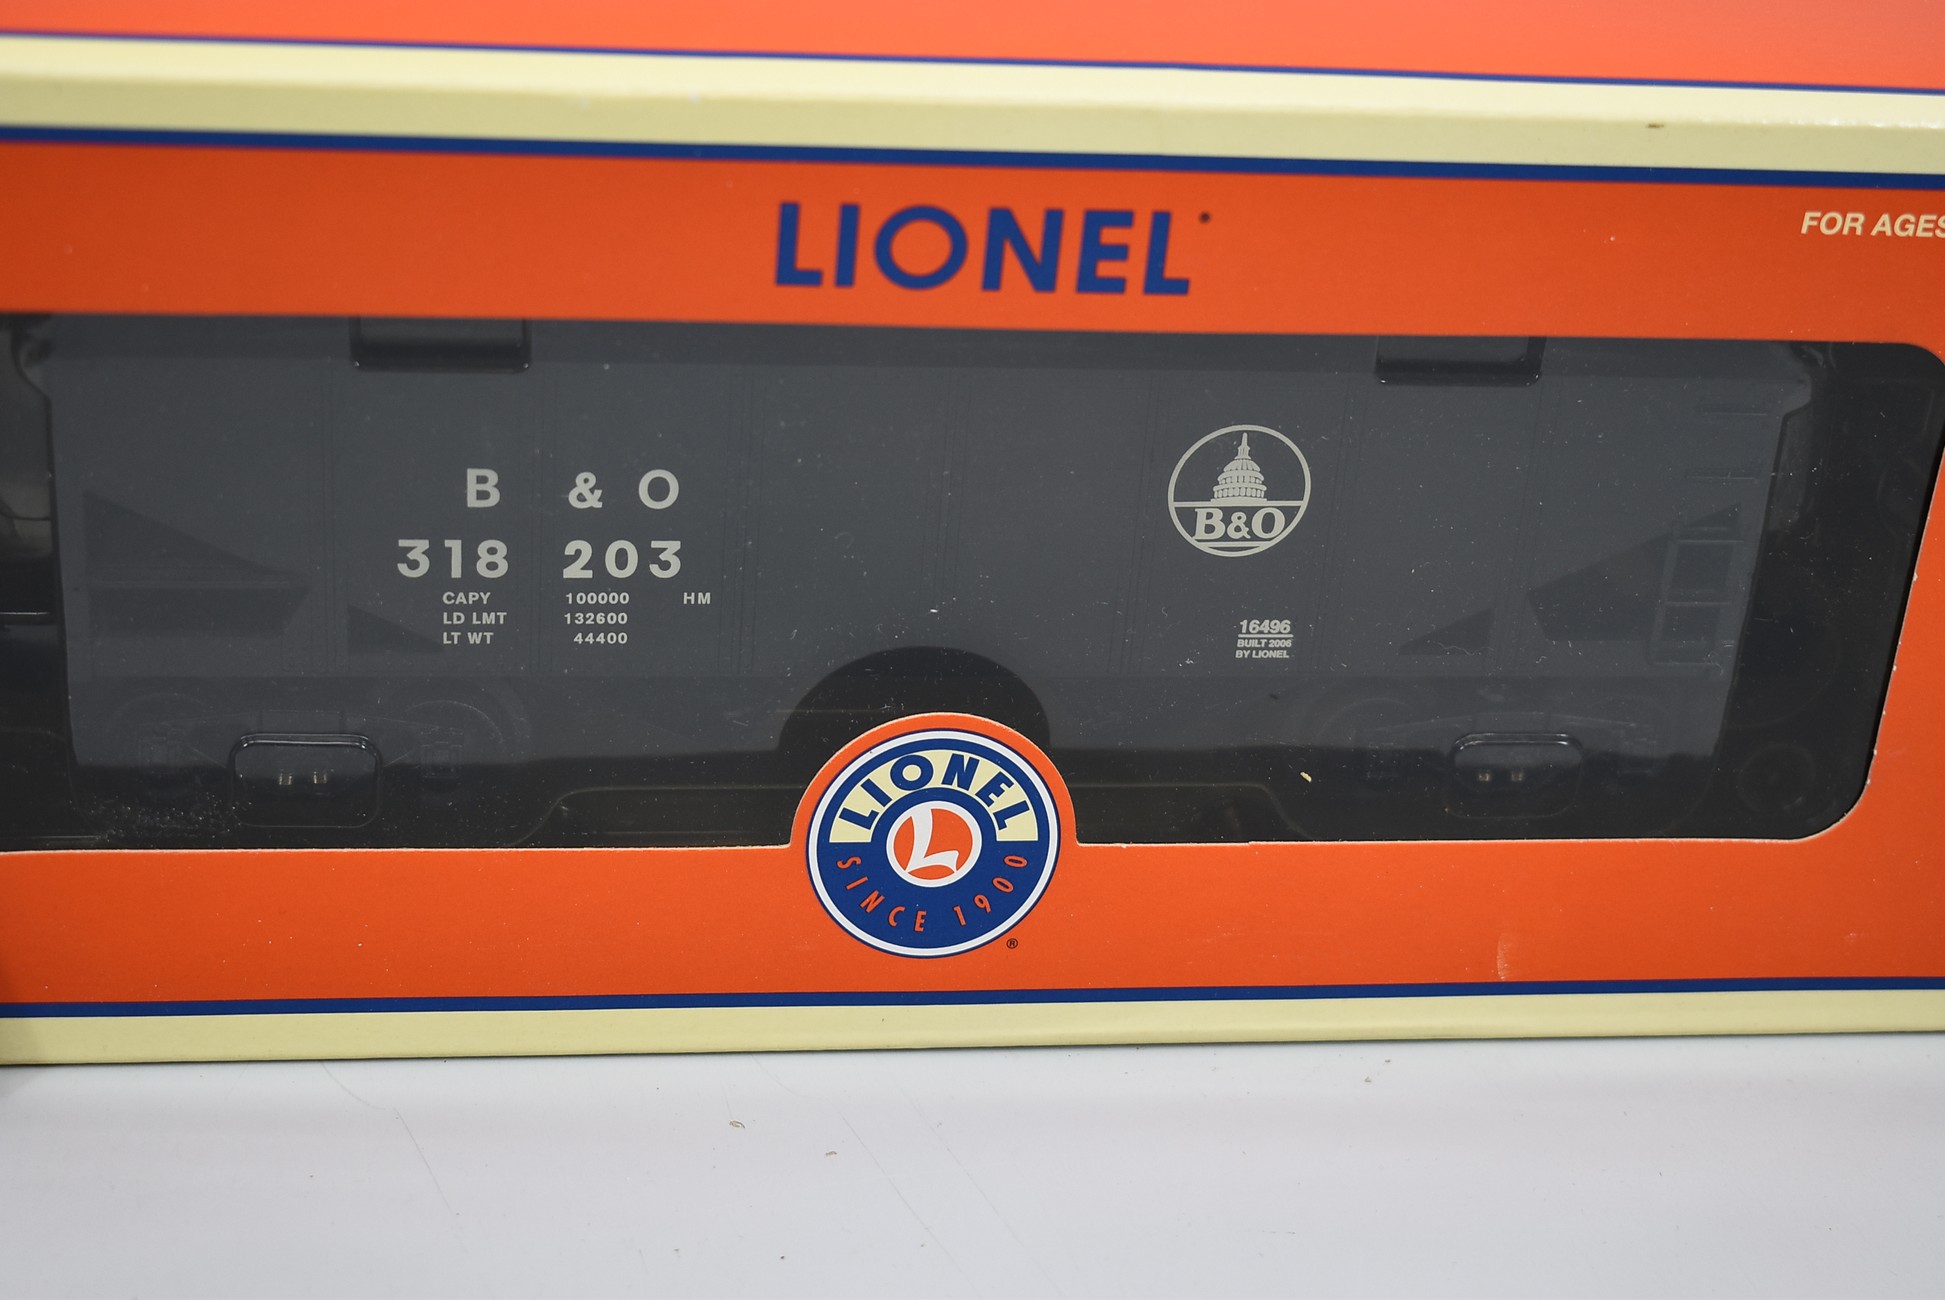 LIONEL
FOR AGES
B & O
318 203
CAPY 100000 HM
LD LMT 132600
LT WT 44400
B&O
16496
BUILT 2006
BY LIONEL
LIONEL
L
SINCE 1900
®